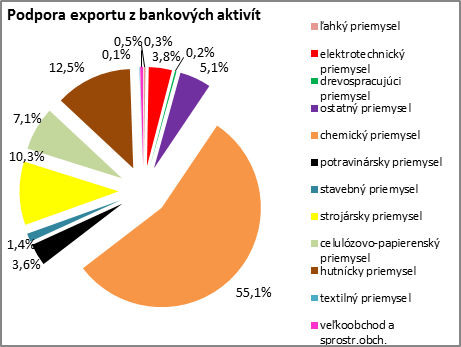 Podpora exportu z bankových aktivít
0,5%
0,3%
0,1%
3,8%
0,2%
5,1%
12,5%
7,1%
10,3%
1,4%
3,6%
55,1%
ľahký priemysel
elektrotechnický
priemysel
drevospracujúci
priemysel
ostatný priemysel
chemický priemysel
potravinársky priemysel
stavebný priemysel
strojársky priemysel
celulózovo-papierenský
priemysel
hutnícky priemysel
textilný priemysel
veľkoobchod a
sprostr.obch.